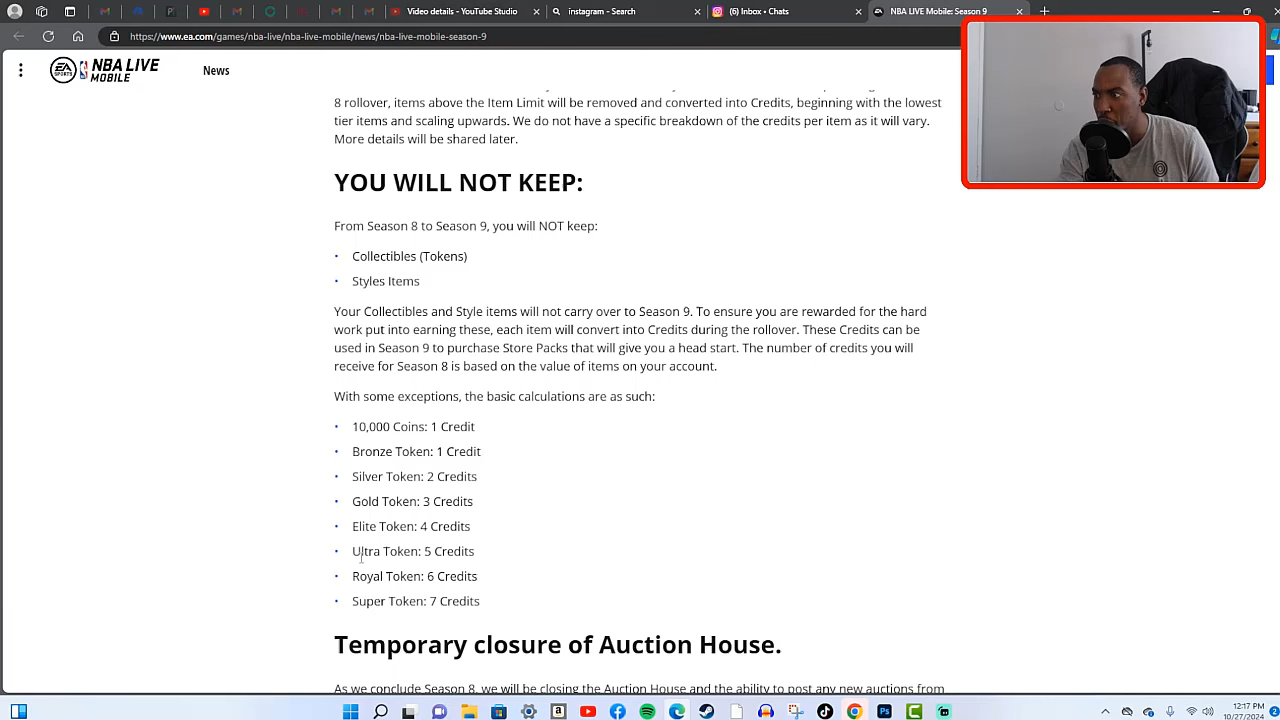 Video details - YouTube Studio
instagram - Search
(6) Inbox • Chats
NBA LIVE Mobile: Season 9
https://www.ea.com/games/nba-live/nba-live-mobile/news/nba-live-mobile-season-9
EA SPORTS NBA LIVE MOBILE
News
8 rollover, items above the Item Limit will be removed and converted into Credits, beginning with the lowest
tier items and scaling upwards. We do not have a specific breakdown of the credits per item as it will vary.
More details will be shared later.
YOU WILL NOT KEEP:
From Season 8 to Season 9, you will NOT keep:
• Collectibles (Tokens)
• Styles Items
Your Collectibles and Style items will not carry over to Season 9. To ensure you are rewarded for the hard
work put into earning these, each item will convert into Credits during the rollover. These Credits can be
used in Season 9 to purchase Store Packs that will give you a head start. The number of credits you will
receive for Season 8 is based on the value of items on your account.
With some exceptions, the basic calculations are as such:
• 10,000 Coins: 1 Credit
• Bronze Token: 1 Credit
• Silver Token: 2 Credits
• Gold Token: 3 Credits
• Elite Token: 4 Credits
• Ultra Token: 5 Credits
• Royal Token: 6 Credits
• Super Token: 7 Credits
Temporary closure of Auction House.
As we conclude Season 8, we will be closing the Auction House and the ability to post any new auctions from
12:17 PM
10/27/2024